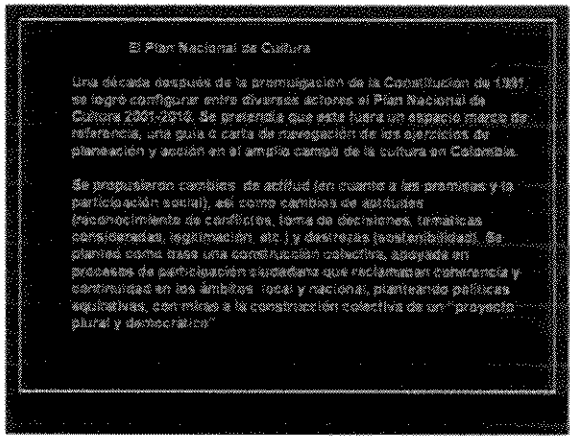 El Plan Nacional de Cultura
Una década después de la promulgación de la Constitución de 1991,
se logró configurar entre diversos actores el Plan Nacional de
Cultura 2001-2010. Se pretendía que este fuera un espacio marco de
referencia, una guía o carta de navegación de los ejercicios de
planeación y acción en el amplio campo de la cultura en Colombia.
Se propusieron cambios de actitud (en cuanto a las premisas y la
participación social), así como cambios de aptitudes
(reconocimiento de conflictos, toma de decisiones, temáticas
consideradas, legitimación, etc.) y destrezas (sostenibilidad). Se
planteó como base una construcción colectiva, apoyada en
procesos de participación ciudadana que reclamaban coherencia y
continuidad en los ámbitos local y nacional, planteando políticas
equitativas, con miras a la construcción colectiva de un "proyecto
plural y democrático"